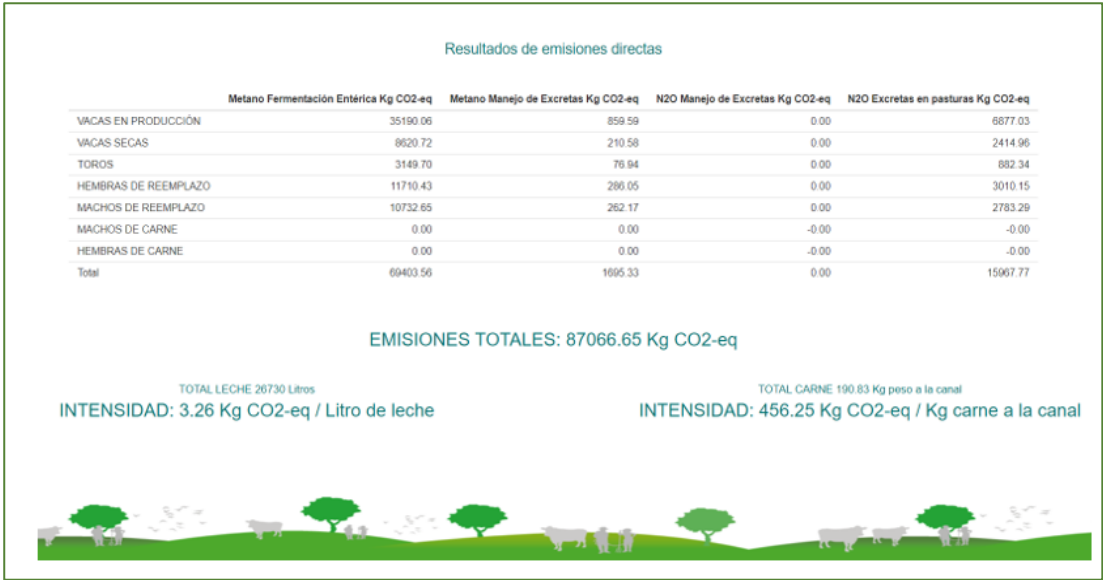 Resultados de emisiones directas
Metano Fermentación Entérica Kg CO2-eq Metano Manejo de Excretas Kg CO2-eq N2O Manejo de Excretas Kg CO2-eq N2O Excretas en pasturas Kg CO2-eq
VACAS EN PRODUCCIÓN 35190.06 859.59 0.00 6877.03
VACAS SECAS 8620.72 210.58 0.00 2414.96
TOROS 3149.70 76.94 0.00 882.34
HEMBRAS DE REEMPLAZO 11710.43 286.05 0.00 3010.15
MACHOS DE REEMPLAZO 10732.65 262.17 0.00 2783.29
MACHOS DE CARNE 0.00 0.00 -0.00 -0.00
HEMBRAS DE CARNE 0.00 0.00 -0.00 -0.00
Total 69403.56 1695.33 0.00 15967.77
EMISIONES TOTALES: 87066.65 Kg CO2-eq
TOTAL LECHE 26730 Litros
INTENSIDAD: 3.26 Kg CO2-eq / Litro de leche
TOTAL CARNE 190.83 Kg peso a la canal
INTENSIDAD: 456.25 Kg CO2-eq / Kg carne a la canal